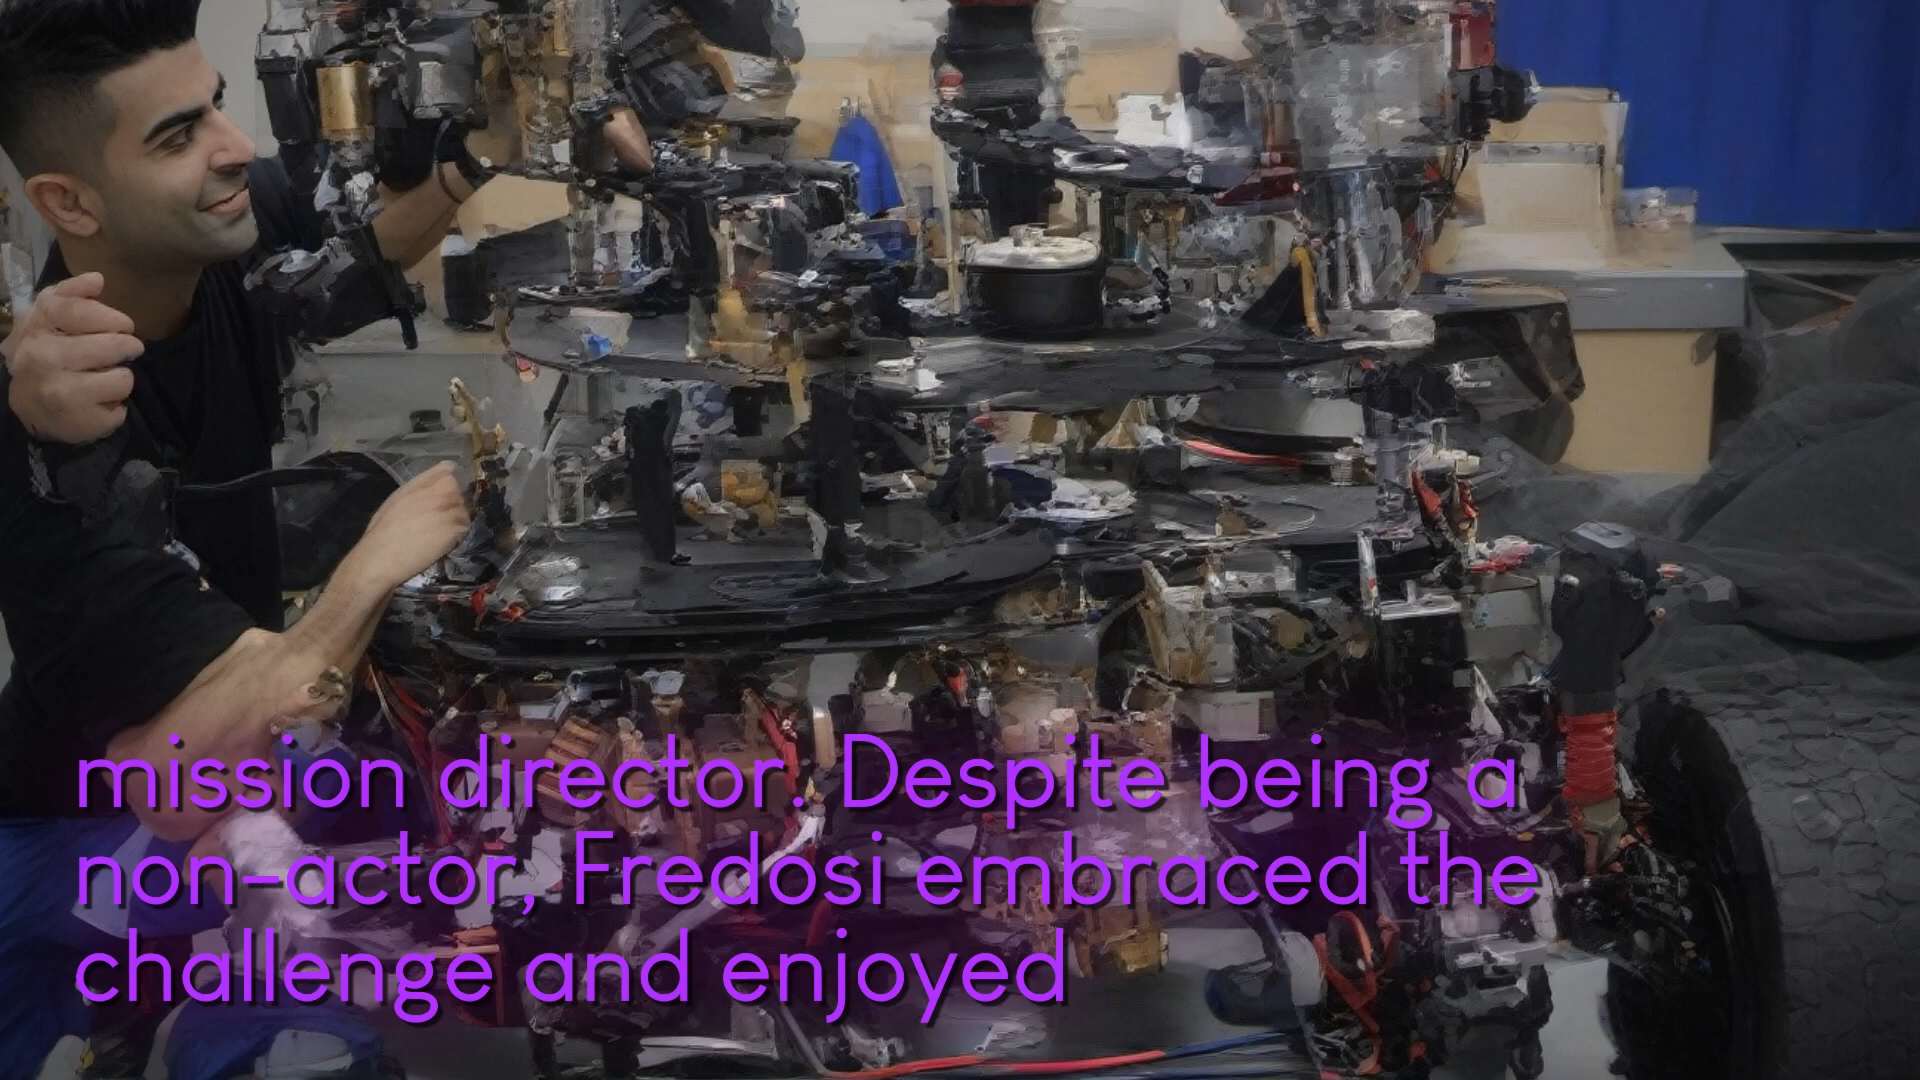 mission director. Despite being a
non-actor, Fredosi embraced the
challenge and enjoyed